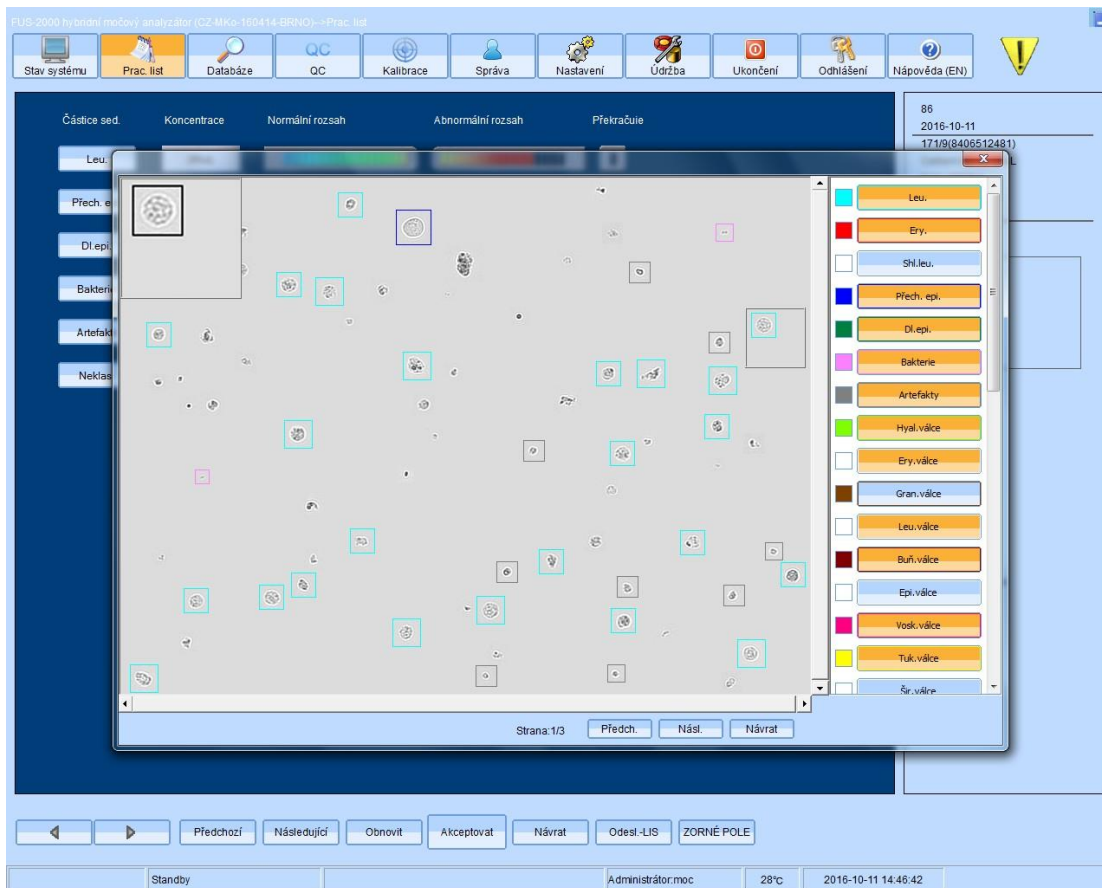 FUS-2000 hybridní močový analyzátor (CZ-MKo-160414-BRNO)-->Prac. list
Stav systému Prac. list Databáze QC Kalibrace Správa Nastavení Údržba Ukončení Odhlášení Nápověda (EN)
QC
Částice sed. Koncentrace Normální rozsah Abnormální rozsah Překračuie
86
2016-10-11
171/9(8406512481)
L
Leu.
Přech. e
Dl.epi.
Bakterie
Artefak
Neklas
Leu.
Ery.
Shl.leu.
Přech. epi.
Dl.epi.
Bakterie
Artefakty
Hyal.válce
Ery.válce
Gran.válce
Leu.válce
Buň.válce
Epi.válce
Vosk.válce
Tuk.válce
Šir.válce
Strana:1/3 Předch. Násl. Návrat
Předchozí Následující Obnovit Akceptovat Návrat Odesl.-LIS ZORNÉ POLE
Standby Administrátor:moc 28°C 2016-10-11 14:46:42